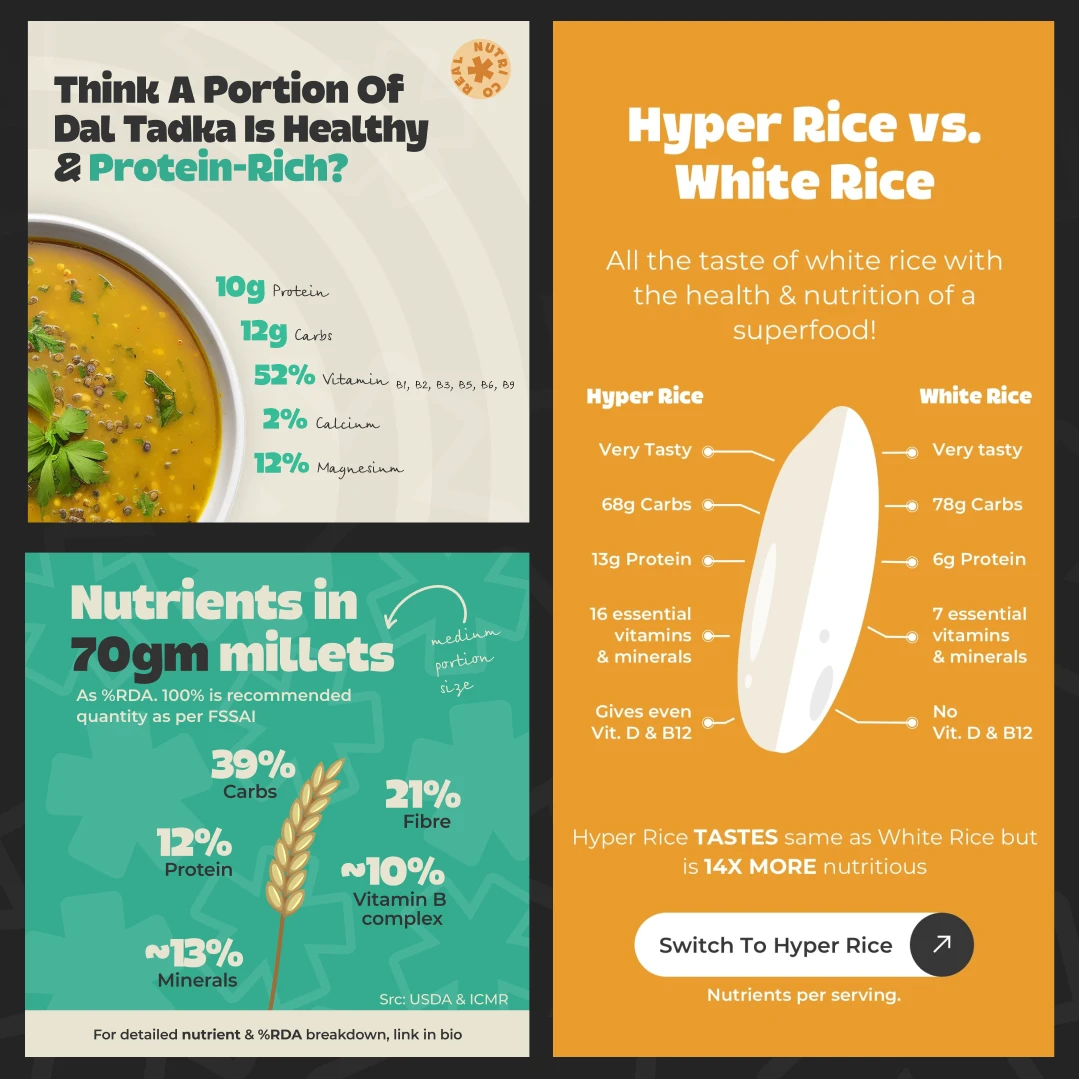 Think A Portion Of
Dal Tadka Is Healthy
& Protein-Rich?
REAL NUTRI CO
10g Protein
12g Carbs
52% Vitamin B1, B2, B3, B5, B6, B9
2% Calcium
12% Magnesium
Nutrients in
70gm millets
medium
portion
size
As %RDA. 100% is recommended
quantity as per FSSAI
39%
Carbs
21%
Fibre
12%
Protein
~10%
Vitamin B
complex
~13%
Minerals
Src: USDA & ICMR
For detailed nutrient & %RDA breakdown, link in bio
Hyper Rice vs.
White Rice
All the taste of white rice with
the health & nutrition of a
superfood!
Hyper Rice
White Rice
Very Tasty
Very tasty
68g Carbs
78g Carbs
13g Protein
6g Protein
16 essential
vitamins
& minerals
7 essential
vitamins
& minerals
Gives even
Vit. D & B12
No
Vit. D & B12
Hyper Rice TASTES same as White Rice but
is 14X MORE nutritious
Switch To Hyper Rice
Nutrients per serving.